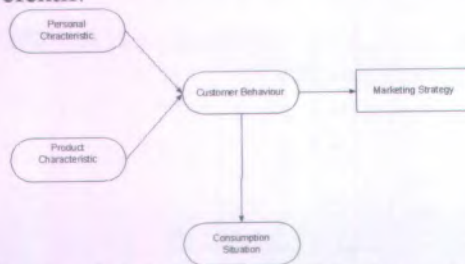 Personal
Chracteristic
Customer Behaviour
Marketing Strategy
Product
Characteristic
Consumption
Situation